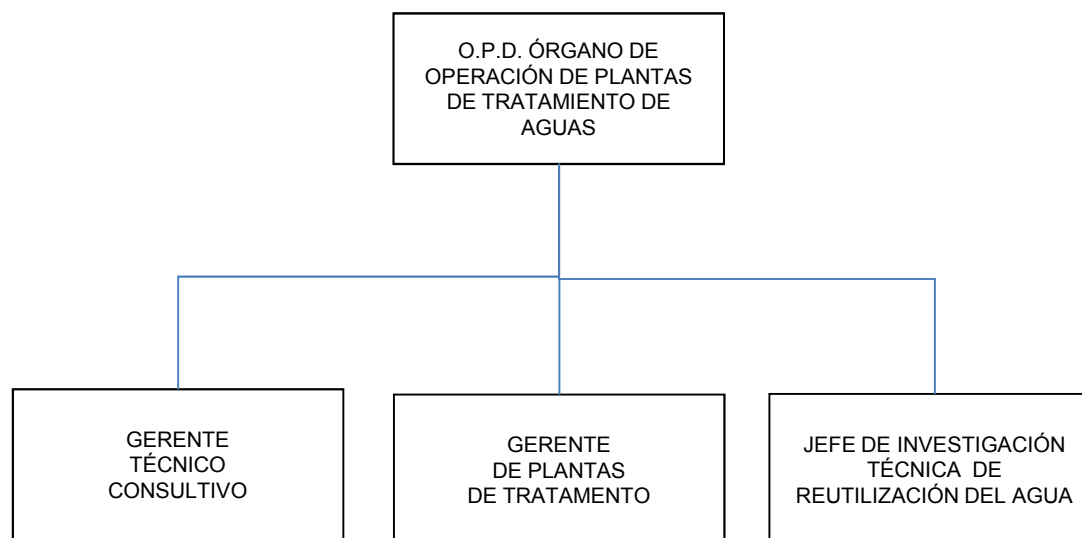 O.P.D. ÓRGANO DE
OPERACIÓN DE PLANTAS
DE TRATAMIENTO DE
AGUAS
GERENTE
TÉCNICO
CONSULTIVO
GERENTE
DE PLANTAS
DE TRATAMENTO
JEFE DE INVESTIGACIÓN
TÉCNICA DE
REUTILIZACIÓN DEL AGUA